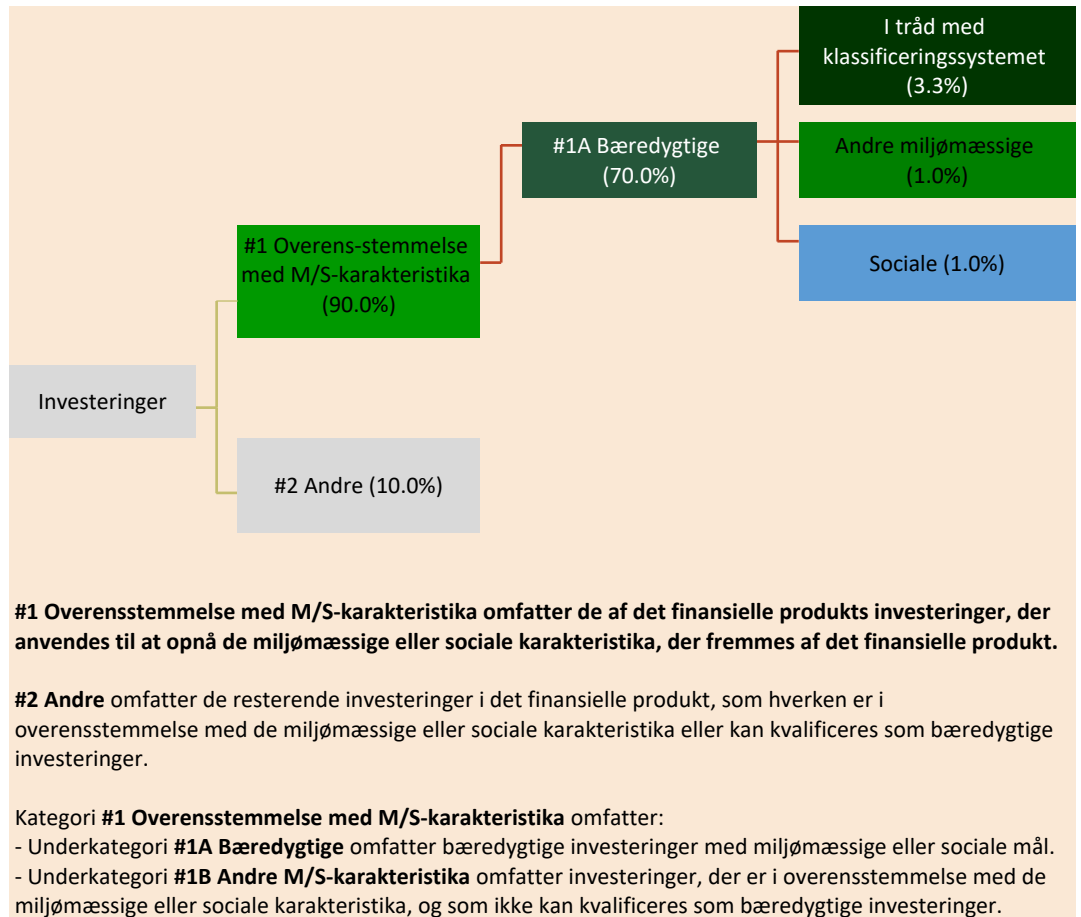 I tråd med
klassificeringssystemet
(3.3%)
#1A Bæredygtige
(70.0%)
Andre miljømæssige
(1.0%)
#1 Overens-stemmelse
med M/S-karakteristika
(90.0%)
Sociale (1.0%)
Investeringer
#2 Andre (10.0%)
#1 Overensstemmelse med M/S-karakteristika omfatter de af det finansielle produkts investeringer, der
anvendes til at opnå de miljømæssige eller sociale karakteristika, der fremmes af det finansielle produkt.
#2 Andre omfatter de resterende investeringer i det finansielle produkt, som hverken er i
overensstemmelse med de miljømæssige eller sociale karakteristika eller kan kvalificeres som bæredygtige
investeringer.
Kategori #1 Overensstemmelse med M/S-karakteristika omfatter:
- Underkategori #1A Bæredygtige omfatter bæredygtige investeringer med miljømæssige eller sociale mål.
- Underkategori #1B Andre M/S-karakteristika omfatter investeringer, der er i overensstemmelse med de
miljømæssige eller sociale karakteristika, og som ikke kan kvalificeres som bæredygtige investeringer.